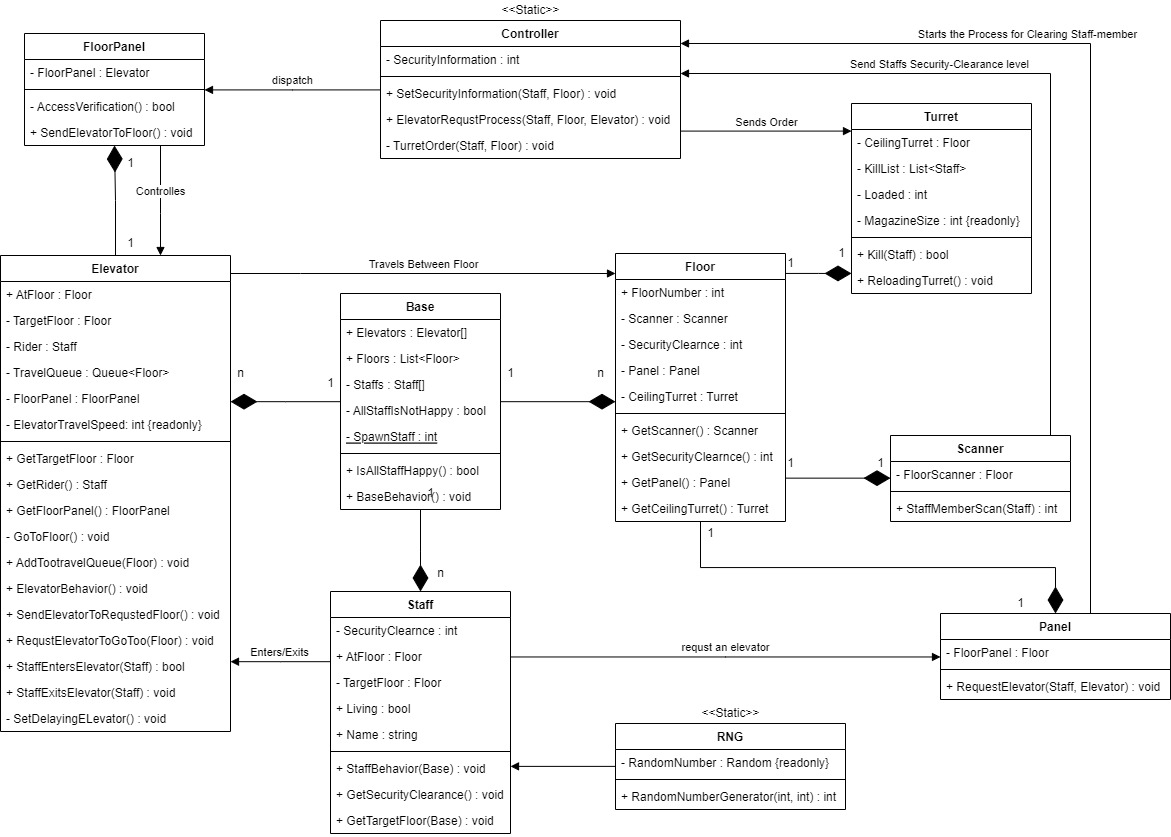 <<Static>>
Controller
- SecurityInformation : int
+ SetSecurityInformation(Staff, Floor) : void
+ ElevatorRequstProcess(Staff, Floor, Elevator) : void
- TurretOrder(Staff, Floor) : void
FloorPanel
- FloorPanel : Elevator
- AccessVerification() : bool
+ SendElevatorToFloor() : void
dispatch
Starts the Process for Clearing Staff-member
Send Staffs Security-Clearance level
Sends Order
Turret
- CeilingTurret : Floor
- KillList : List<Staff>
- Loaded : int
- MagazineSize : int {readonly}
+ Kill(Staff) : bool
+ ReloadingTurret() : void
1
Controlles
1
Elevator
+ AtFloor : Floor
- TargetFloor : Floor
- Rider : Staff
- TravelQueue : Queue<Floor>
- FloorPanel : FloorPanel
- ElevatorTravelSpeed: int {readonly}
+ GetTargetFloor : Floor
+ GetRider() : Staff
+ GetFloorPanel() : FloorPanel
- GoToFloor() : void
+ AddTootravelQueue(Floor) : void
+ ElevatorBehavior() : void
+ SendElevatorToRequstedFloor() : void
+ RequstElevatorToGoToo(Floor) : void
+ StaffEntersElevator(Staff) : bool
+ StaffExitsElevator(Staff) : void
- SetDelayingELevator() : void
Travels Between Floor
Base
+ Elevators : Elevator[]
+ Floors : List<Floor>
- Staffs : Staff[]
- AllStaffIsNotHappy : bool
- SpawnStaff : int
+ IsAllStaffHappy() : bool
+ BaseBehavior() : void
n
1
1
n
1
n
Floor
+ FloorNumber : int
- Scanner : Scanner
- SecurityClearnce : int
- Panel : Panel
- CeilingTurret : Turret
+ GetScanner() : Scanner
+ GetSecurityClearnce() : int
+ GetPanel() : Panel
+ GetCeilingTurret() : Turret
1
1
1
1
1
1
Scanner
- FloorScanner : Floor
+ StaffMemberScan(Staff) : int
Staff
- SecurityClearnce : int
+ AtFloor : Floor
- TargetFloor : Floor
+ Living : bool
+ Name : string
+ StaffBehavior(Base) : void
+ GetSecurityClearance() : void
+ GetTargetFloor(Base) : void
Enters/Exits
requst an elevator
Panel
- FloorPanel : Floor
+ RequestElevator(Staff, Elevator) : void
<<Static>>
RNG
- RandomNumber : Random {readonly}
+ RandomNumberGenerator(int, int) : int